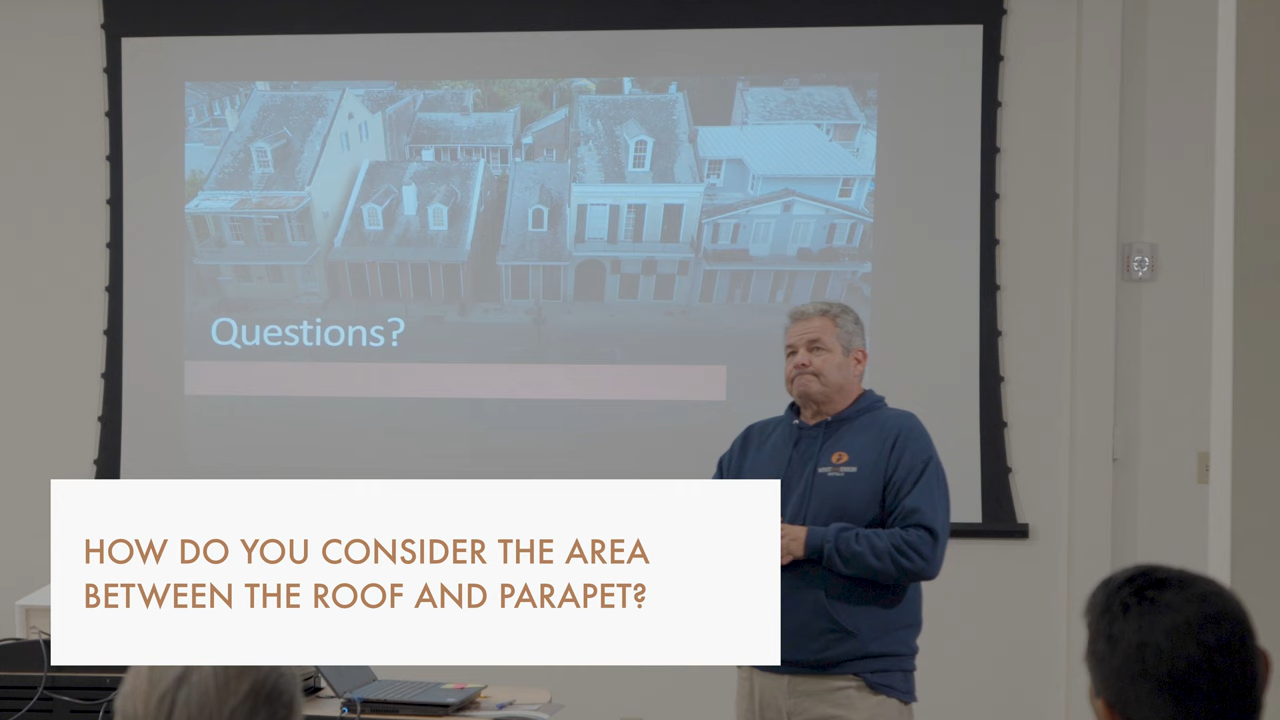 Questions?
HOW DO YOU CONSIDER THE AREA
BETWEEN THE ROOF AND PARAPET?